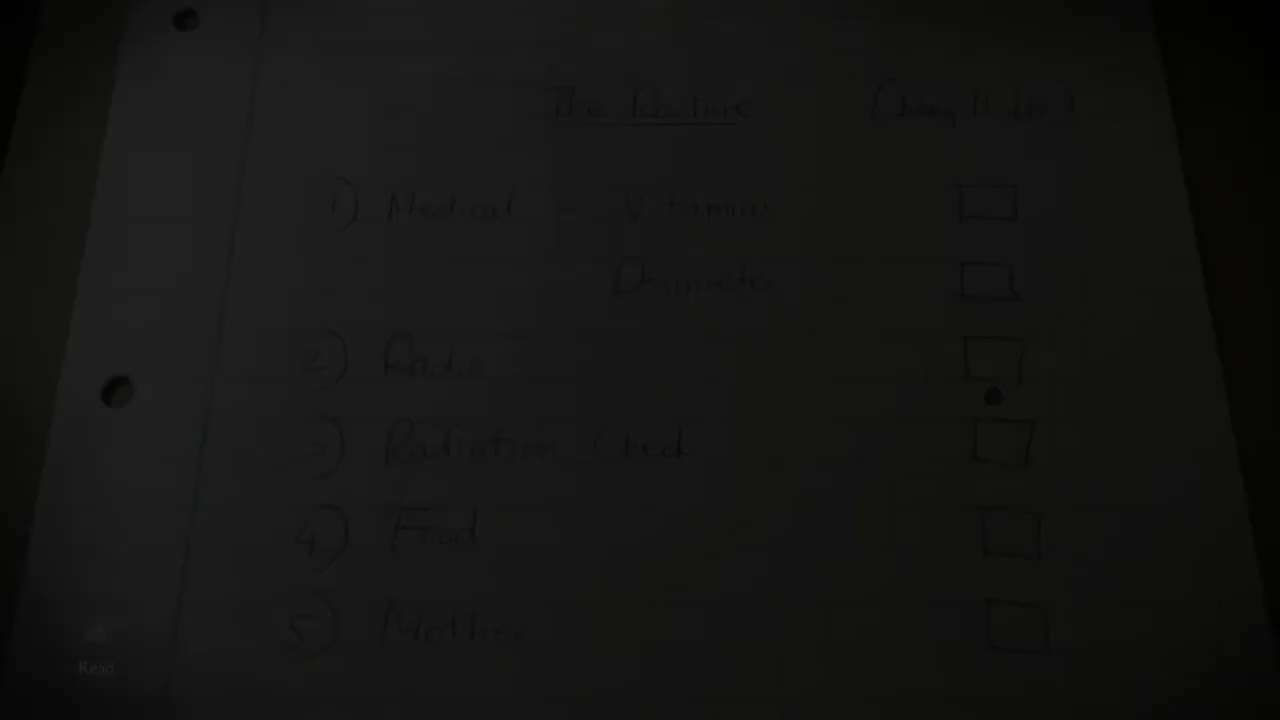 The Routine
1) Medical - Vitamins
Dosimeter
2) Radio
3) Radiation Check
4) Food
5) Mother
Read